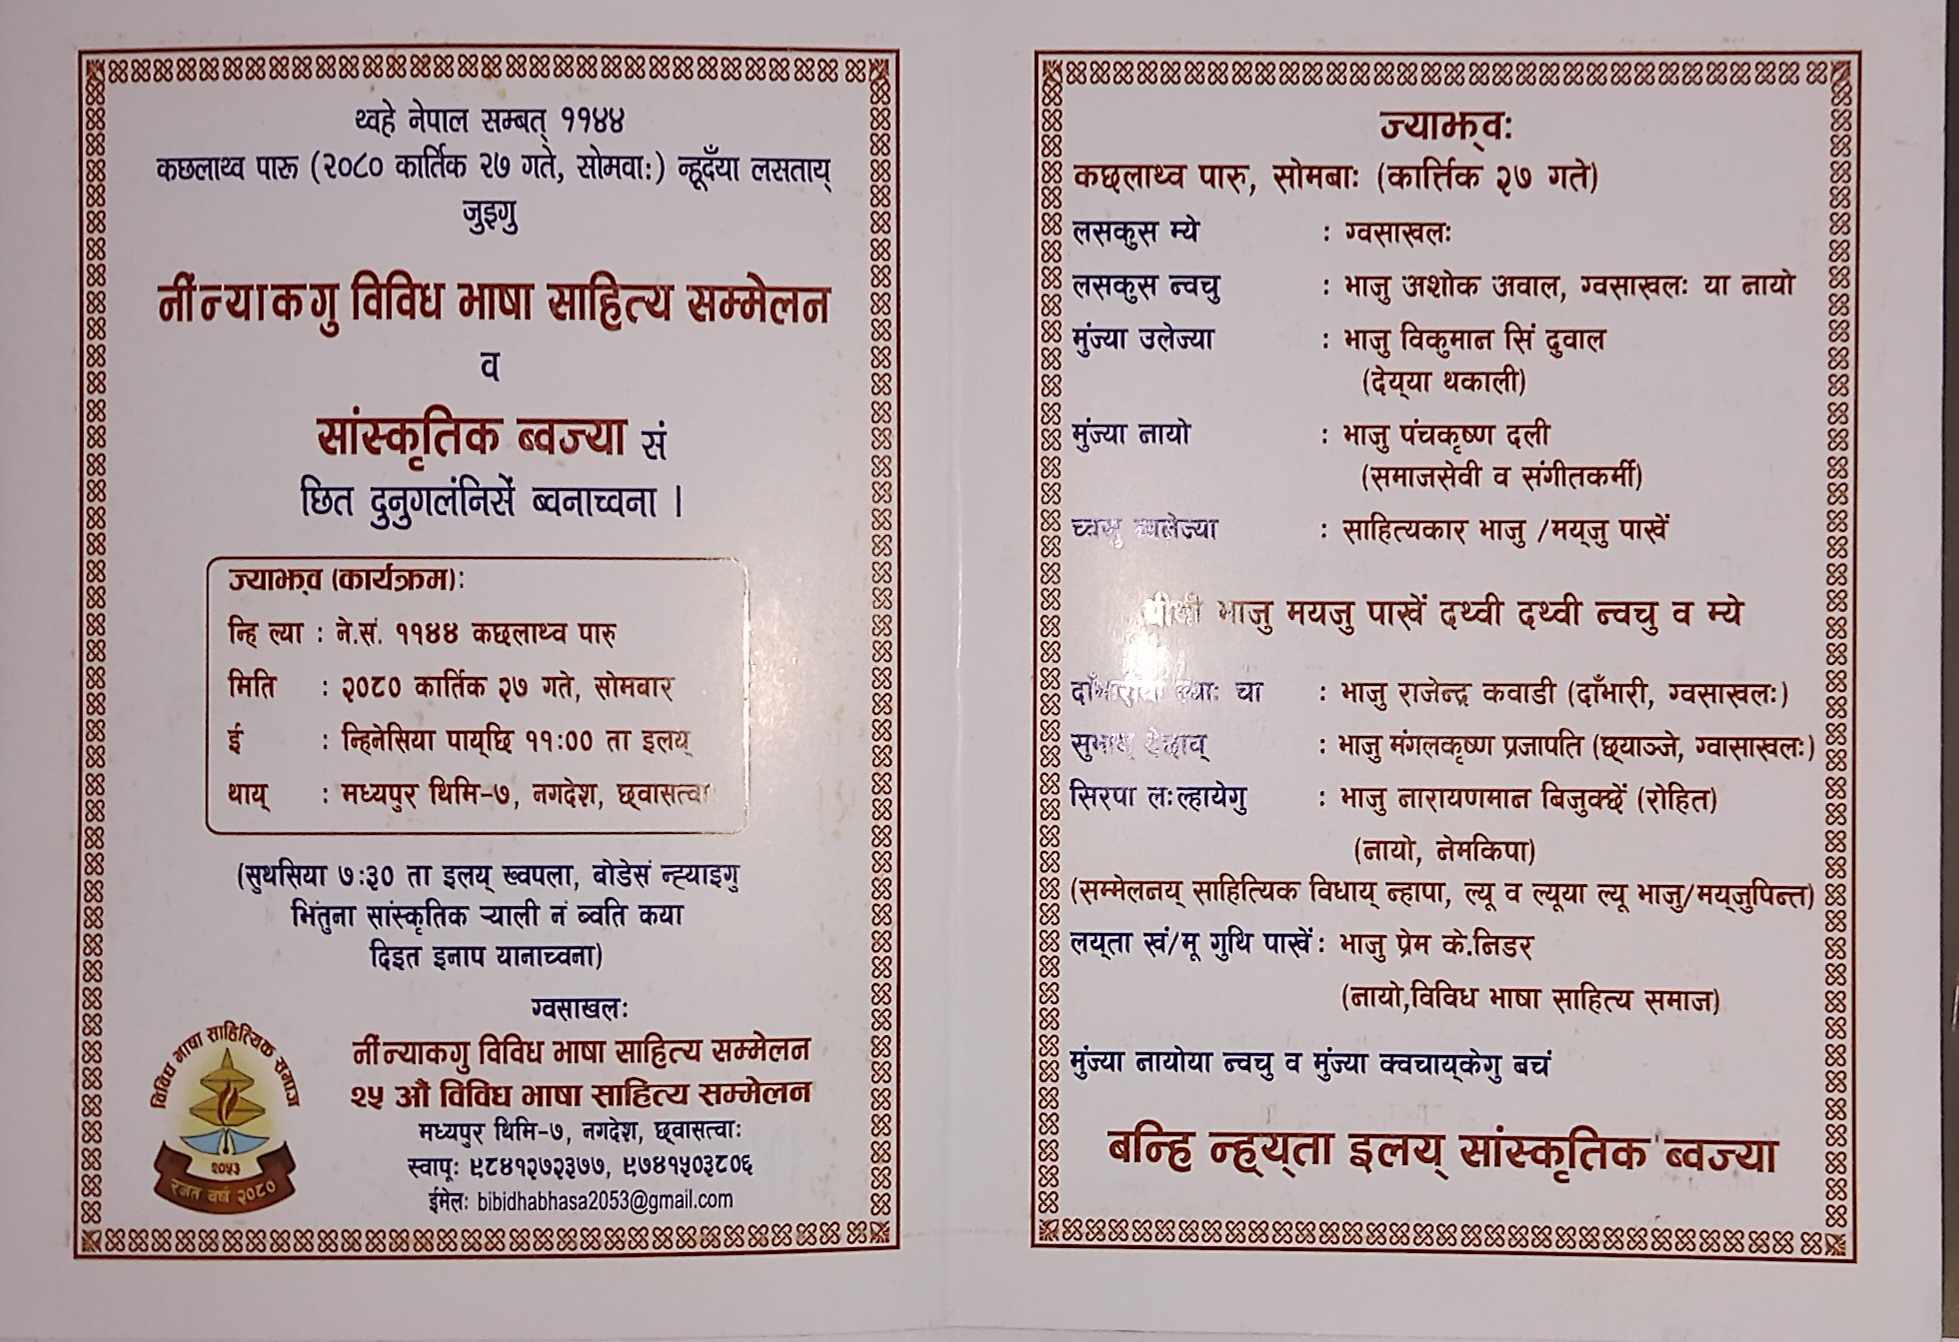 थ्वहे नेपाल सम्बत् ११४४
कछलाथ्व पारू (२०८० कार्तिक २७ गते, सोमवाः) न्हूदँया लसताय्
जुइगु
नींन्याकगु विविध भाषा साहित्य सम्मेलन
व
सांस्कृतिक ब्वज्या सं
छित दुनुगलंनिसें ब्वनाच्वना ।
ज्याझ्व (कार्यक्रम):
न्हि ल्या : ने.सं. ११४४ कछलाथ्व पारु
मिति : २०८० कार्तिक २७ गते, सोमबार
ई : न्हिनेसिया पाय्‌छि ११:०० ता इलय्
थाय् : मध्यपुर थिमि-७, नगदेश, छ्वासत्वाः
(सुथसिया ७:३० ता इलय् ख्वपला, बोडेसं न्ह्याइगु
भिंतुना सांस्कृतिक र्‍याली नं ब्वति कया
दिइत इनाप यानाच्वना)
ग्वसाखलः
नींन्याकगु विविध भाषा साहित्य सम्मेलन
२५ औ विविध भाषा साहित्य सम्मेलन
मध्यपुर थिमि-७, नगदेश, छ्वासत्वाः
स्वापूः ९८४१२७२३७७, ९७४१५०३८०६
ईमेलः bibidhabhasa2053@gmail.com
विविध भाषा साहित्यिक समाज
२०५३
रजत वर्ष २०८०
ज्याझ्वः
कछलाथ्व पारु, सोमबाः (कार्त्तिक २७ गते)
लसकुस म्ये : ग्वसाखलः
लसकुस न्वचु : भाजु अशोक अवाल, ग्वसाखलः या नायो
मुंज्या उलेज्या : भाजु विकुमान सिं दुवाल
(देय्‌या थकाली)
मुंज्या नायो : भाजु पंचकृष्ण दली
(समाजसेवी व संगीतकर्मी)
: साहित्यकार भाजु /मय्‌जु पाखें
भाजु मयजु पाखें दथ्वी दथ्वी न्वचु व म्ये
चा : भाजु राजेन्द्र कवाडी (दाँभारी, ग्वसाखलः)
: भाजु मंगलकृष्ण प्रजापति (छ्याञ्जे, ग्वासाखलः)
सिरपा लःल्हायेगु : भाजु नारायणमान बिजुक्छें (रोहित)
(नायो, नेमकिपा)
(सम्मेलनय् साहित्यिक विधाय् न्हापा, ल्यू व ल्यूया ल्यू भाजु/मय्‌जुपिन्त)
लय्‌ता खं/मू गुथि पाखें : भाजु प्रेम के.निडर
(नायो,विविध भाषा साहित्य समाज)
मुंज्या नायोया न्वचु व मुंज्या क्वचाय्‌केगु बचं
बन्हि न्ह्य्‌ता इलय् सांस्कृतिक ब्वज्या